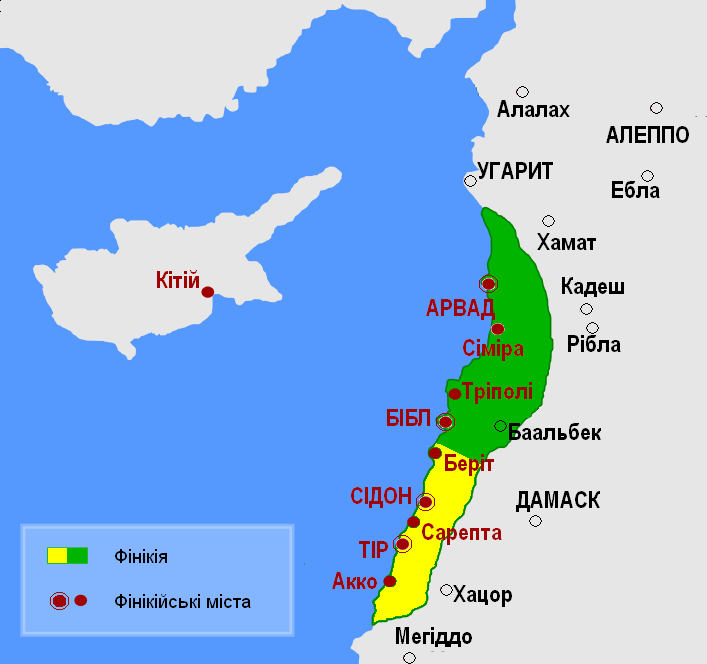 Алалах
АЛЕППО
УГАРИТ
Ебла
Хамат
Кітій
Кадеш
АРВАД
Рібла
Сіміра
Тріполі
БІБЛ
Баальбек
Беріт
СІДОН
ДАМАСК
Сарепта
ТІР
Фінікія
Акко
Хацор
Фінікійські міста
Мегіддо